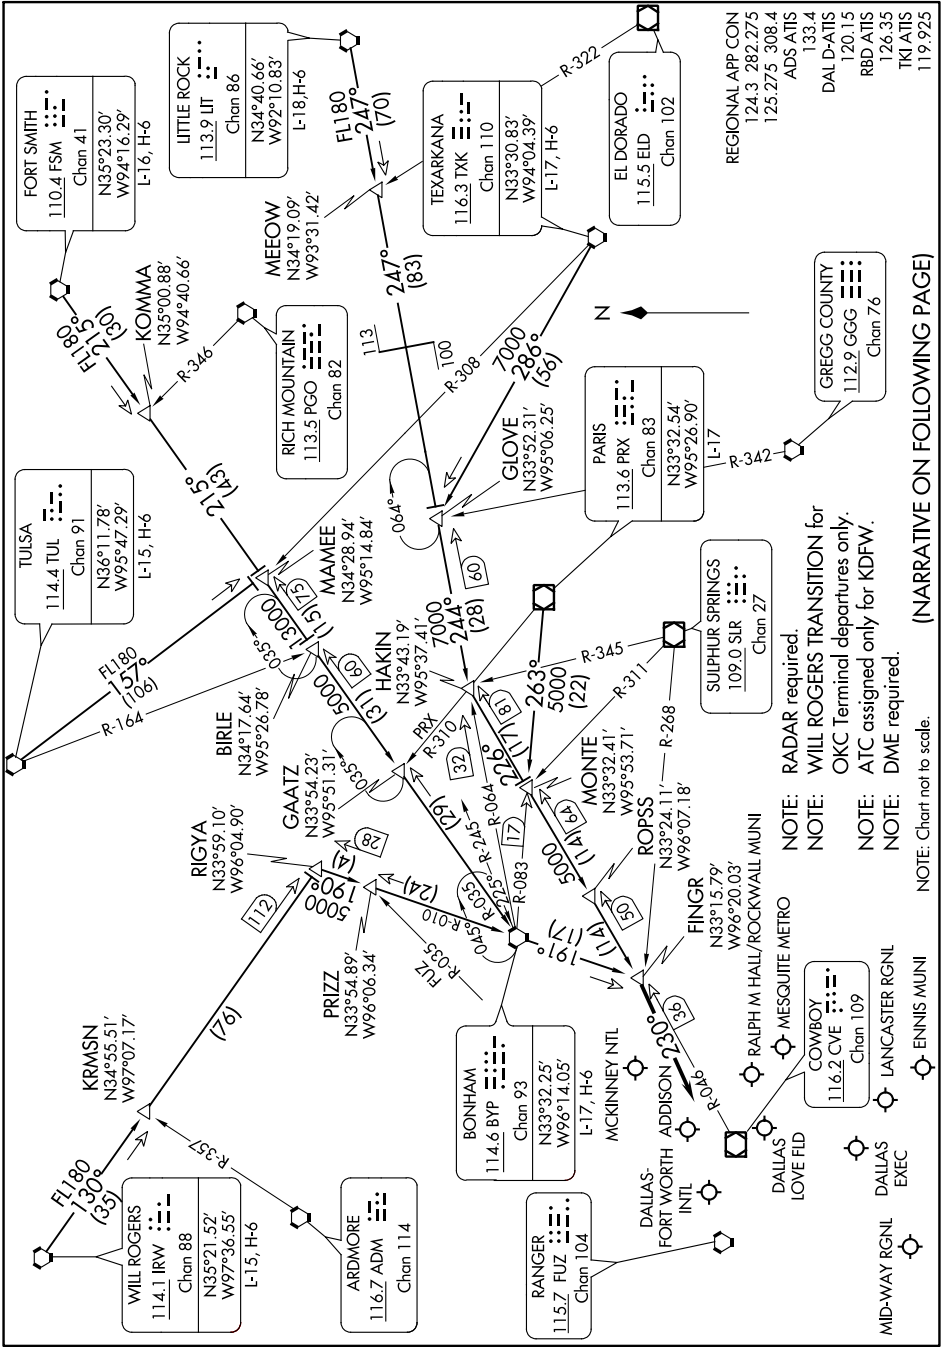 TULSA
114.4 TUL
Chan 91
N36°11.78'
W95°47.29'
L-15, H-6
FORT SMITH
110.4 FSM
Chan 41
N35°23.30'
W94°16.29'
L-16, H-6
LITTLE ROCK
113.9 LIT
Chan 86
N34°40.66'
W92°10.83'
L-18,H-6
WILL ROGERS
114.1 IRW
Chan 88
N35°21.52'
W97°36.55'
L-15, H-6
FL180
130°
(35)
KRMSN
N34°55.51'
W97°07.17'
(76)
112
R-357
ARDMORE
116.7 ADM
Chan 114
FL180
157°
(106)
R-164
FL180
215°
(30)
KOMMA
N35°00.88'
W94°40.66'
215°
(43)
R-346
RICH MOUNTAIN
113.5 PGO
Chan 82
MAMEE
N34°28.94'
W95°14.84'
R-308
75
13000
(15)
035°
BIRLE
N34°17.64'
W95°26.78'
60
5000
(31)
GAATZ
N33°54.23'
W95°51.31'
035°
(29)
RIGYA
N33°59.10'
W96°04.90'
28
(4)
5000
190°
PRIZZ
N33°54.89'
W96°06.34'
(24)
R-010
FUZ
R-035
045°
R-035
225°
R-245
R-064
32
R-083
17
PRX
R-310
FL180
247°
(70)
MEEOW
N34°19.09'
W93°31.42'
247°
(83)
113
100
R-322
EL DORADO
115.5 ELD
Chan 102
TEXARKANA
116.3 TXK
Chan 110
N33°30.83'
W94°04.39'
L-17, H-6
7000
286°
(56)
GLOVE
N33°52.31'
W95°06.25'
064°
60
7000
244°
(28)
HAKIN
N33°43.19'
W95°37.41'
81
226°
(17)
PARIS
113.6 PRX
Chan 83
N33°32.54'
W95°26.90'
L-17
263°
5000
(22)
R-342
GREGG COUNTY
112.9 GGG
Chan 76
N
R-345
R-311
R-268
SULPHUR SPRINGS
109.0 SLR
Chan 27
MONTE
N33°32.41'
W95°53.71'
64
5000
(14)
ROPSS
N33°24.11'
W96°07.18'
50
(14)
FINGR
N33°15.79'
W96°20.03'
191°
(17)
BONHAM
114.6 BYP
Chan 93
N33°32.25'
W96°14.05'
L-17, H-6
36
230°
R-046
COWBOY
116.2 CVE
Chan 109
RANGER
115.7 FUZ
Chan 104
MCKINNEY NTL
ADDISON
DALLAS-
FORT WORTH
INTL
RALPH M HALL/ROCKWALL MUNI
MESQUITE METRO
DALLAS
LOVE FLD
DALLAS
EXEC
LANCASTER RGNL
ENNIS MUNI
MID-WAY RGNL
REGIONAL APP CON
124.3 282.275
125.275 308.4
ADS ATIS
133.4
DAL D-ATIS
120.15
RBD ATIS
126.35
TKI ATIS
119.925
NOTE: RADAR required.
NOTE: WILL ROGERS TRANSITION for
OKC Terminal departures only.
NOTE: ATC assigned only for KDFW.
NOTE: DME required.
NOTE: Chart not to scale.
(NARRATIVE ON FOLLOWING PAGE)